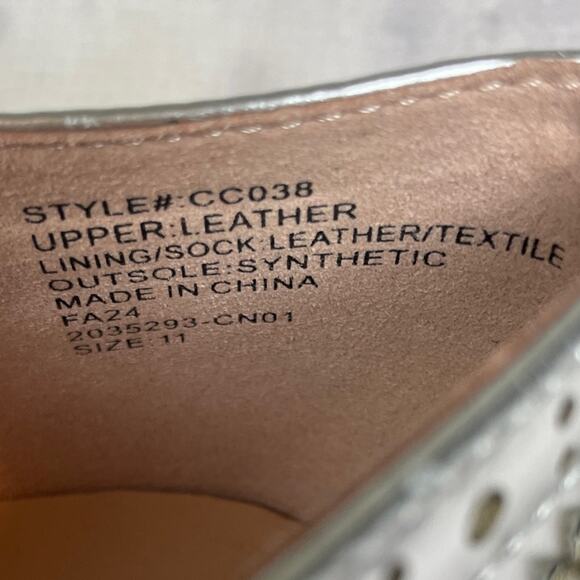 STYLE#:CC038
UPPER:LEATHER
LINING/SOCK:LEATHER/TEXTILE
OUTSOLE:SYNTHETIC
MADE IN CHINA
FA24
2035293-CN01
SIZE:11